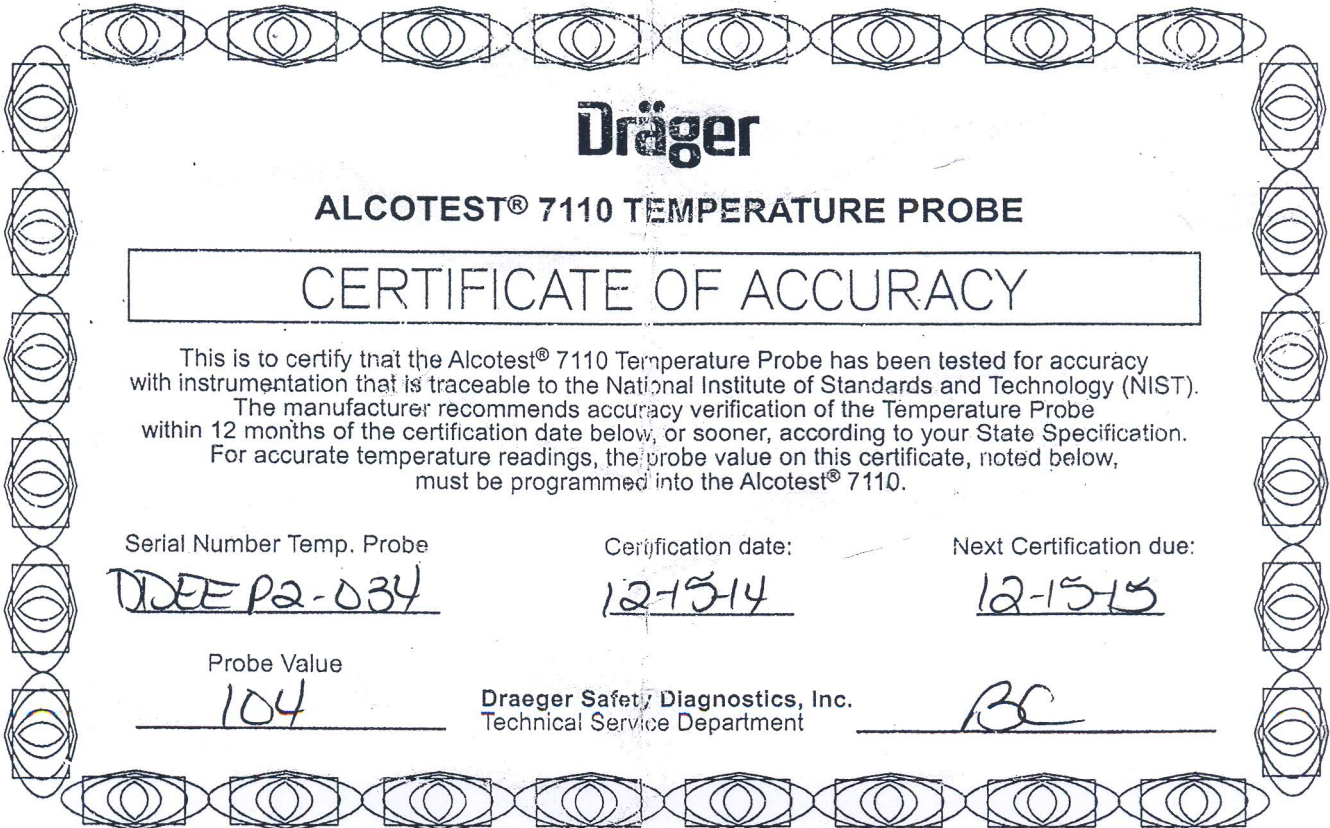 Dräger
ALCOTEST® 7110 TEMPERATURE PROBE
CERTIFICATE OF ACCURACY
This is to certify that the Alcotest® 7110 Temperature Probe has been tested for accuracy
with instrumentation that is traceable to the National Institute of Standards and Technology (NIST).
The manufacturer recommends accuracy verification of the Temperature Probe
within 12 months of the certification date below, or sooner, according to your State Specification.
For accurate temperature readings, the probe value on this certificate, noted below,
must be programmed into the Alcotest® 7110.
Serial Number Temp. Probe
DDEEP2-034
Certification date:
12-15-14
Next Certification due:
12-15-15
Probe Value
104
Draeger Safety Diagnostics, Inc.
Technical Service Department
BC